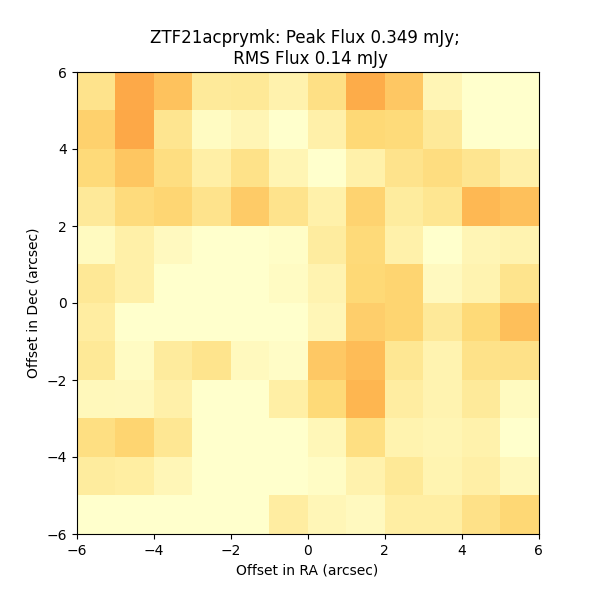 ZTF21acprymk: Peak Flux 0.349 mJy;
RMS Flux 0.14 mJy
6
4
2
0
−2
−4
−6
Offset in Dec (arcsec)
−6 −4 −2 0 2 4 6
Offset in RA (arcsec)